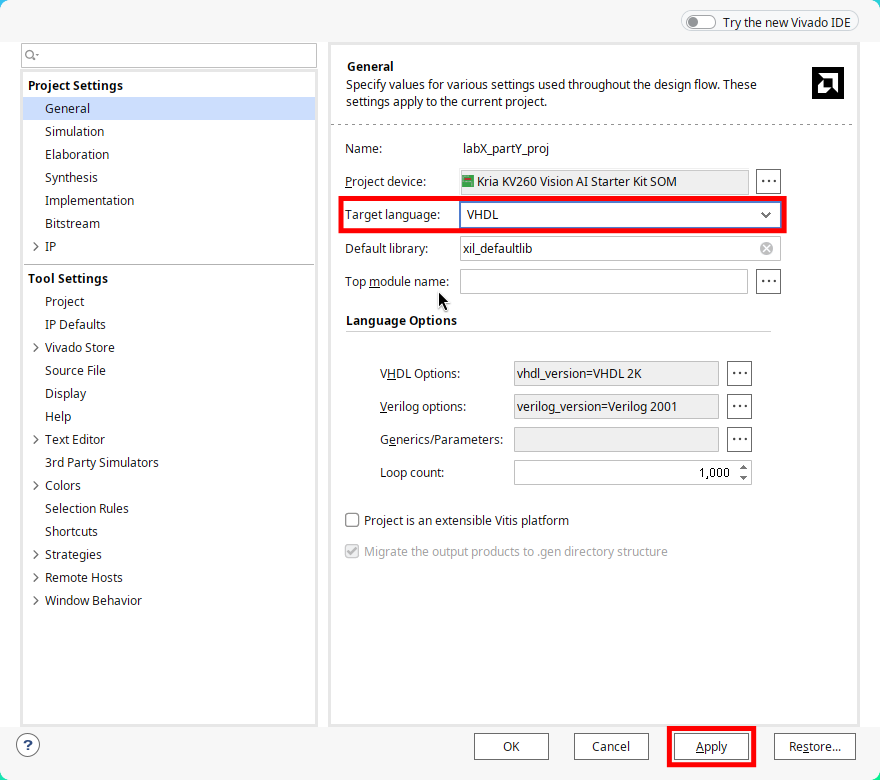 Try the new Vivado IDE
Project Settings
General
Simulation
Elaboration
Synthesis
Implementation
Bitstream
IP
Tool Settings
Project
IP Defaults
Vivado Store
Source File
Display
Help
Text Editor
3rd Party Simulators
Colors
Selection Rules
Shortcuts
Strategies
Remote Hosts
Window Behavior
General
Specify values for various settings used throughout the design flow. These
settings apply to the current project.
Name: labX_partY_proj
Project device: Kria KV260 Vision AI Starter Kit SOM ...
Target language: VHDL
Default library: xil_defaultlib
Top module name: ...
Language Options
VHDL Options: vhdl_version=VHDL 2K ...
Verilog options: verilog_version=Verilog 2001 ...
Generics/Parameters: ...
Loop count: 1,000
Project is an extensible Vitis platform
Migrate the output products to .gen directory structure
? OK Cancel Apply Restore...